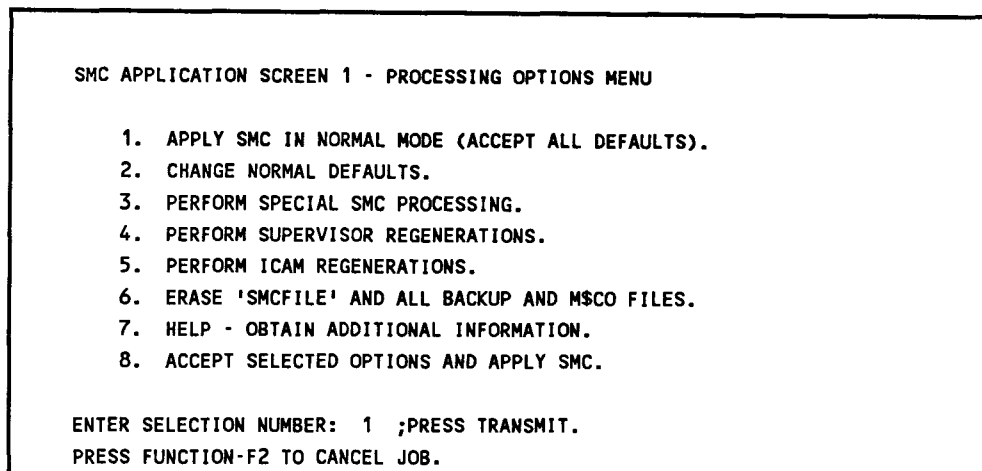 SMC APPLICATION SCREEN 1 - PROCESSING OPTIONS MENU
1. APPLY SMC IN NORMAL MODE (ACCEPT ALL DEFAULTS).
2. CHANGE NORMAL DEFAULTS.
3. PERFORM SPECIAL SMC PROCESSING.
4. PERFORM SUPERVISOR REGENERATIONS.
5. PERFORM ICAM REGENERATIONS.
6. ERASE 'SMCFILE' AND ALL BACKUP AND M$CO FILES.
7. HELP - OBTAIN ADDITIONAL INFORMATION.
8. ACCEPT SELECTED OPTIONS AND APPLY SMC.
ENTER SELECTION NUMBER: 1 ;PRESS TRANSMIT.
PRESS FUNCTION-F2 TO CANCEL JOB.